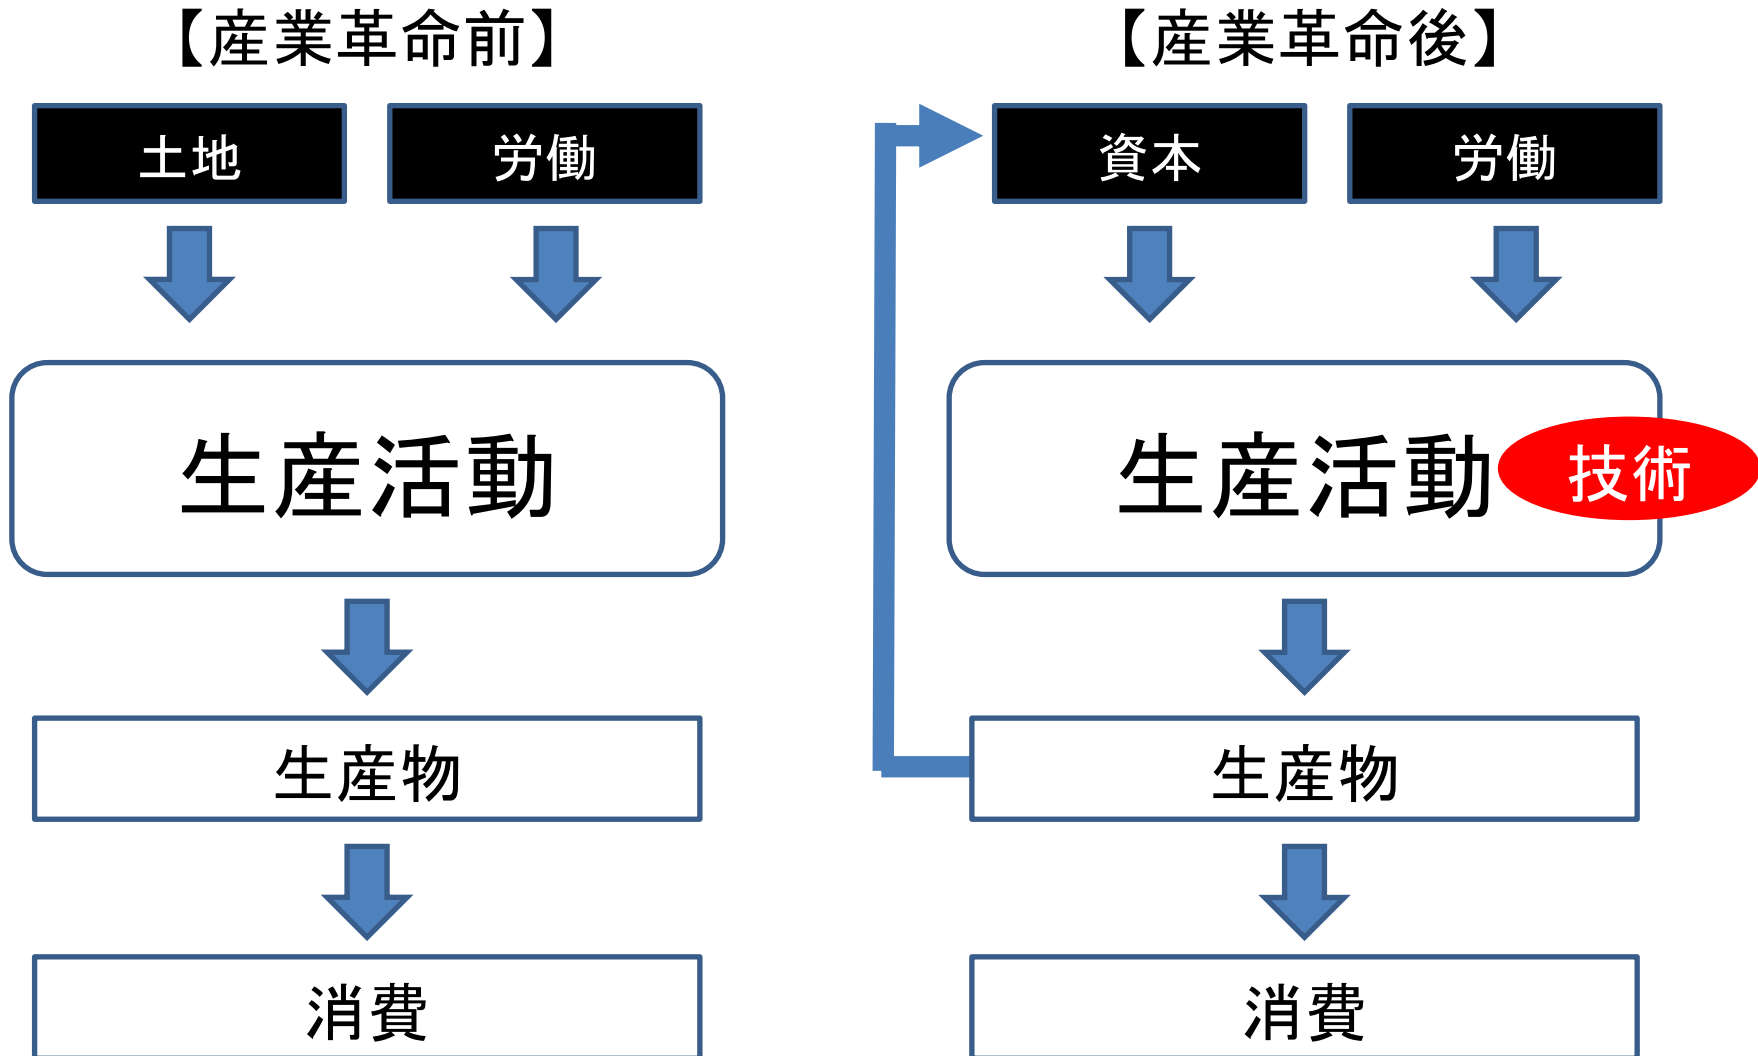 【産業革命前】
土地
労働
生産活動
生産物
消費
【産業革命後】
資本
労働
生産活動
技術
生産物
消費